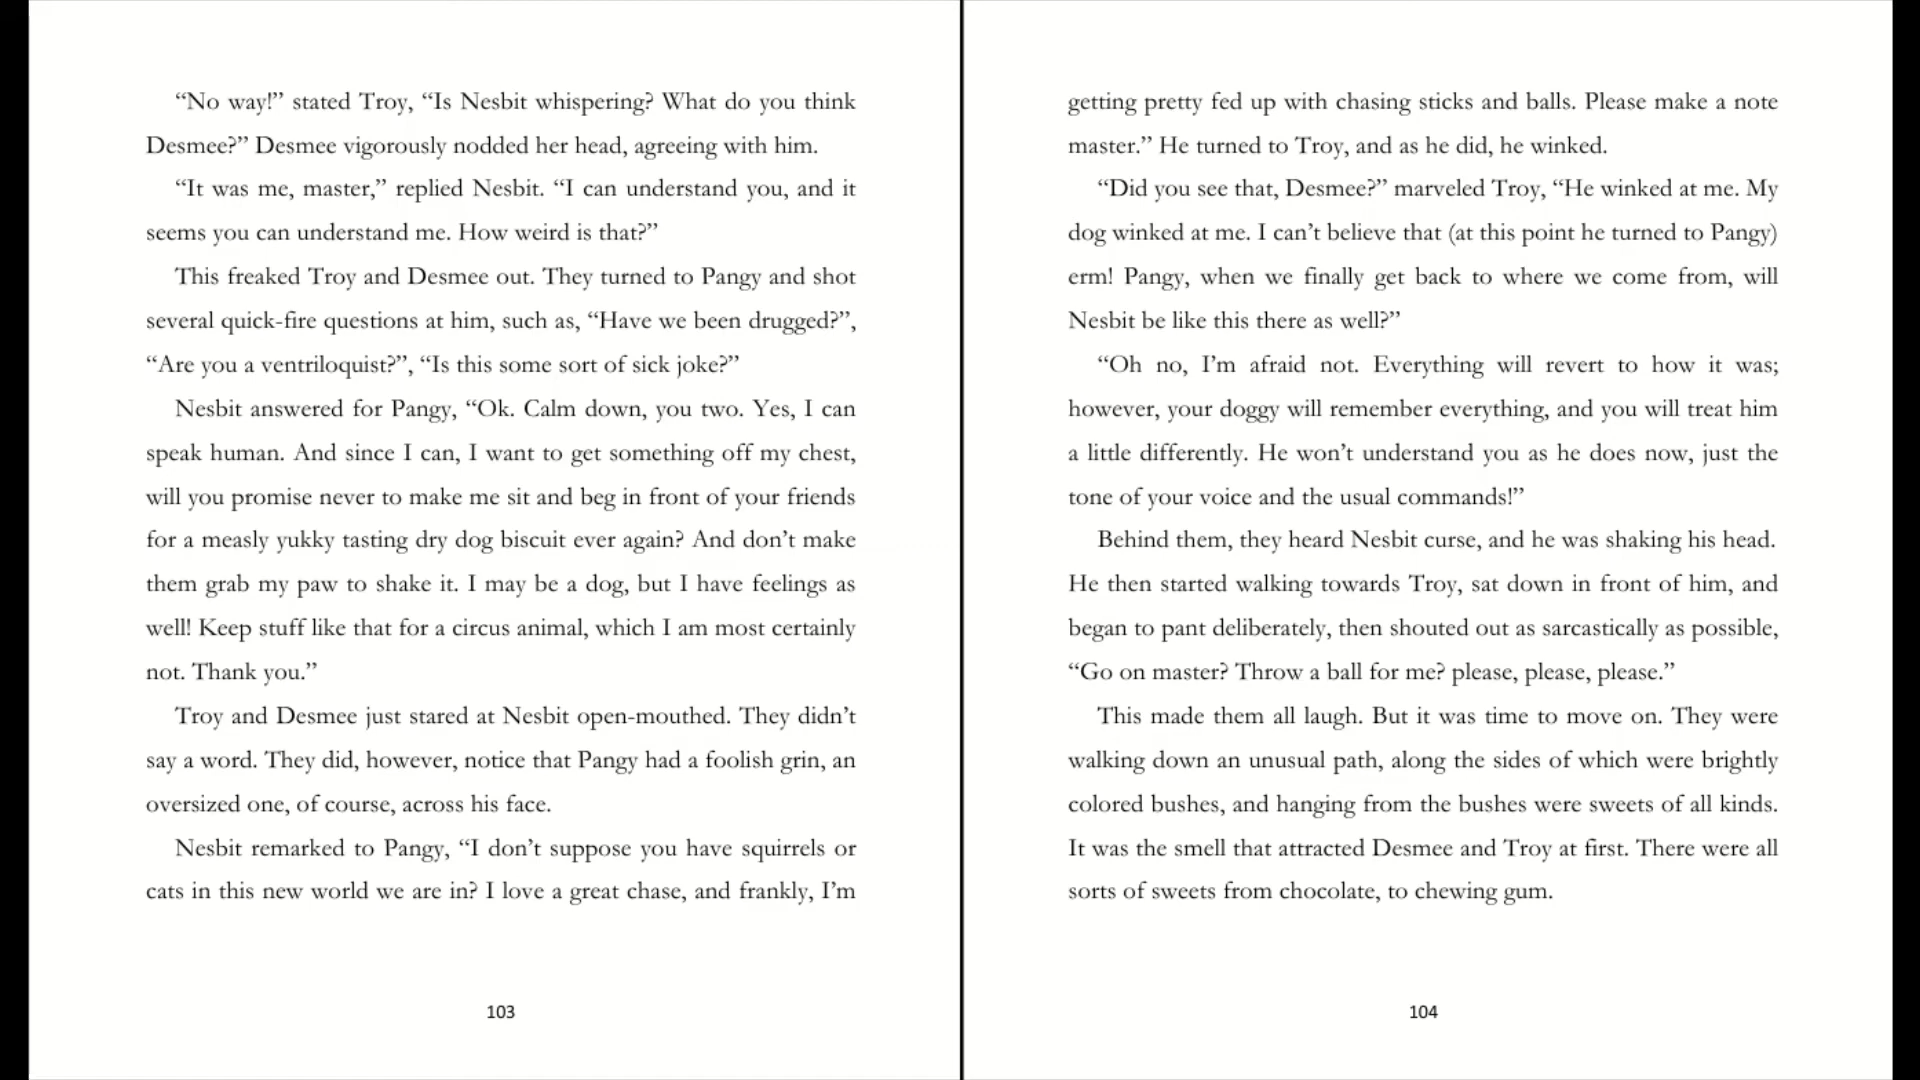 “No way!” stated Troy, “Is Nesbit whispering? What do you think
Desmee?” Desmee vigorously nodded her head, agreeing with him.
“It was me, master,” replied Nesbit. “I can understand you, and it
seems you can understand me. How weird is that?”
This freaked Troy and Desmee out. They turned to Pangy and shot
several quick-fire questions at him, such as, “Have we been drugged?”,
“Are you a ventriloquist?”, “Is this some sort of sick joke?”
Nesbit answered for Pangy, “Ok. Calm down, you two. Yes, I can
speak human. And since I can, I want to get something off my chest,
will you promise never to make me sit and beg in front of your friends
for a measly yukky tasting dry dog biscuit ever again? And don’t make
them grab my paw to shake it. I may be a dog, but I have feelings as
well! Keep stuff like that for a circus animal, which I am most certainly
not. Thank you.”
Troy and Desmee just stared at Nesbit open-mouthed. They didn’t
say a word. They did, however, notice that Pangy had a foolish grin, an
oversized one, of course, across his face.
Nesbit remarked to Pangy, “I don’t suppose you have squirrels or
cats in this new world we are in? I love a great chase, and frankly, I’m
103
getting pretty fed up with chasing sticks and balls. Please make a note
master.” He turned to Troy, and as he did, he winked.
“Did you see that, Desmee?” marveled Troy, “He winked at me. My
dog winked at me. I can’t believe that (at this point he turned to Pangy)
erm! Pangy, when we finally get back to where we come from, will
Nesbit be like this there as well?”
“Oh no, I’m afraid not. Everything will revert to how it was;
however, your doggy will remember everything, and you will treat him
a little differently. He won’t understand you as he does now, just the
tone of your voice and the usual commands!”
Behind them, they heard Nesbit curse, and he was shaking his head.
He then started walking towards Troy, sat down in front of him, and
began to pant deliberately, then shouted out as sarcastically as possible,
“Go on master? Throw a ball for me? please, please, please.”
This made them all laugh. But it was time to move on. They were
walking down an unusual path, along the sides of which were brightly
colored bushes, and hanging from the bushes were sweets of all kinds.
It was the smell that attracted Desmee and Troy at first. There were all
sorts of sweets from chocolate, to chewing gum.
104